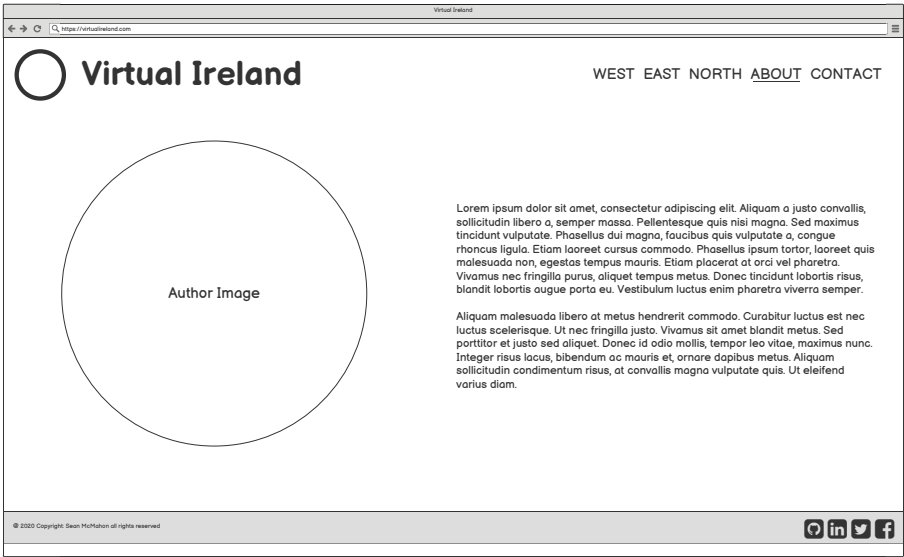 Virtual Ireland
https://virtualireland.com
Virtual Ireland
WEST EAST NORTH ABOUT CONTACT
Author Image
Lorem ipsum dolor sit amet, consectetur adipiscing elit. Aliquam a justo convallis,
sollicitudin libero a, semper massa. Pellentesque quis nisi magna. Sed maximus
tincidunt vulputate. Phasellus dui magna, faucibus quis vulputate a, congue
rhoncus ligula. Etiam laoreet cursus commodo. Phasellus ipsum tortor, laoreet quis
malesuada non, egestas tempus mauris. Etiam placerat at orci vel pharetra.
Vivamus nec fringilla purus, aliquet tempus metus. Donec tincidunt lobortis risus,
blandit lobortis augue porta eu. Vestibulum luctus enim pharetra viverra semper.
Aliquam malesuada libero at metus hendrerit commodo. Curabitur luctus est nec
luctus scelerisque. Ut nec fringilla justo. Vivamus sit amet blandit metus. Sed
porttitor et justo sed aliquet. Donec id odio mollis, tempor leo vitae, maximus nunc.
Integer risus lacus, bibendum ac mauris et, ornare dapibus metus. Aliquam
sollicitudin condimentum risus, at convallis magna vulputate quis. Ut eleifend
varius diam.
@ 2020 Copyright: Sean McMahon all rights reserved